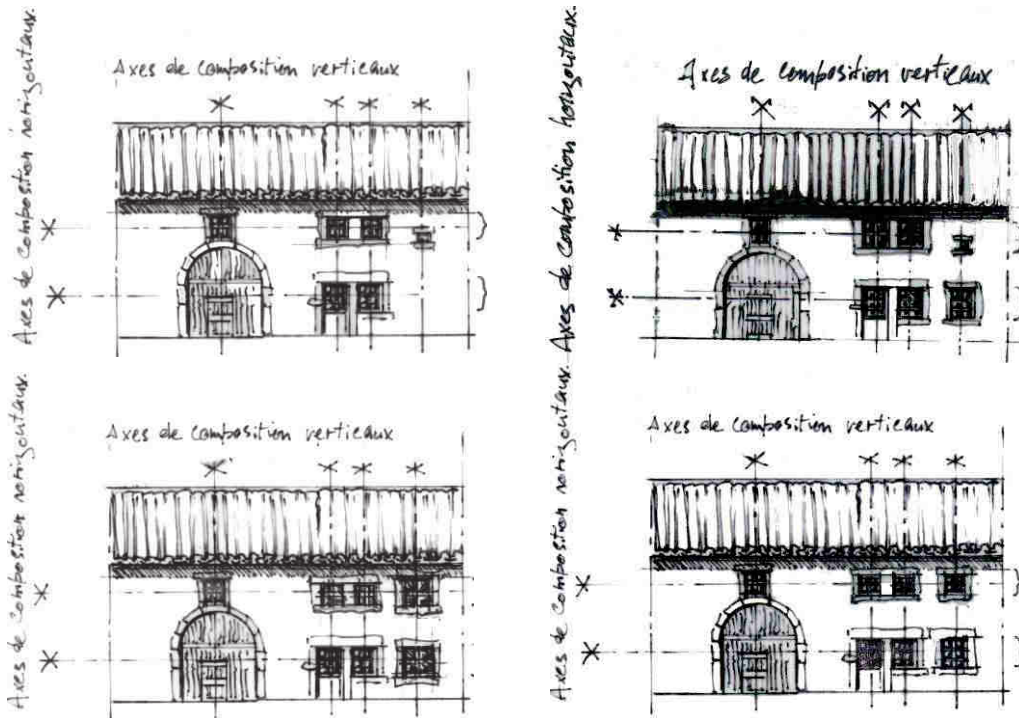 Axes de composition verticaux
Axes de composition horizontaux.
Axes de composition verticaux
Axes de composition horizontaux.
Axes de composition verticaux
Axes de composition horizontaux.
Axes de composition verticaux
Axes de composition horizontaux.